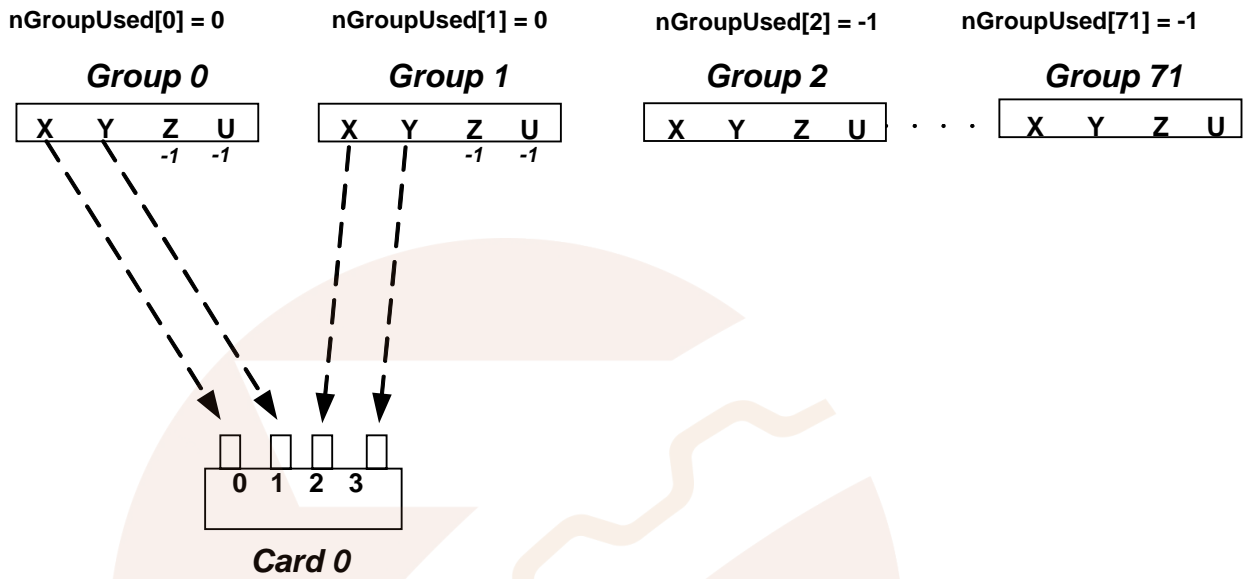 nGroupUsed[0] = 0 nGroupUsed[1] = 0 nGroupUsed[2] = -1 nGroupUsed[71] = -1
Group 0 Group 1 Group 2 Group 71
X Y Z U X Y Z U X Y Z U . . . . X Y Z U
-1 -1 -1 -1
0 1 2 3
Card 0